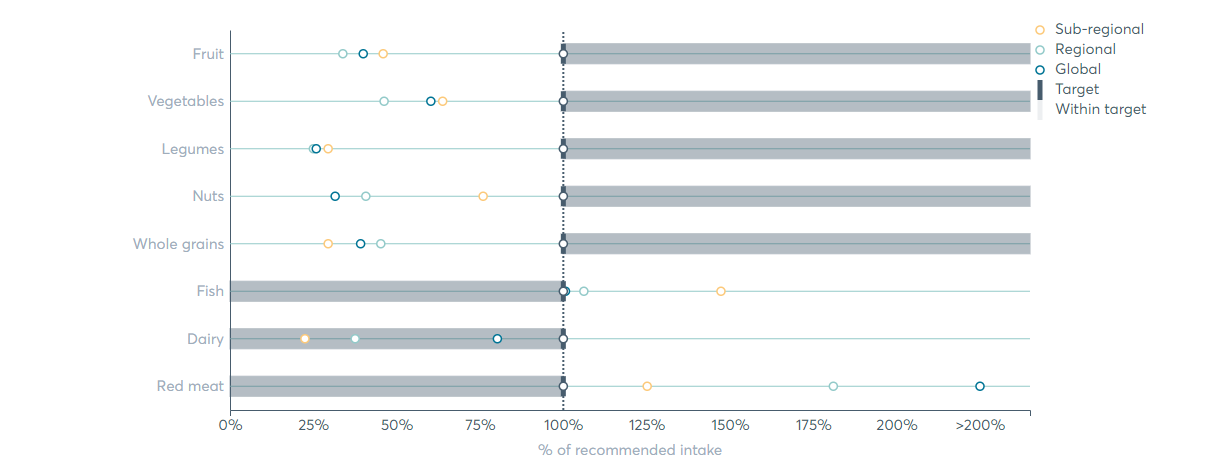 Sub-regional
Regional
Global
Target
Within target
Fruit
Vegetables
Legumes
Nuts
Whole grains
Fish
Dairy
Red meat
0% 25% 50% 75% 100% 125% 150% 175% 200% >200%
% of recommended intake